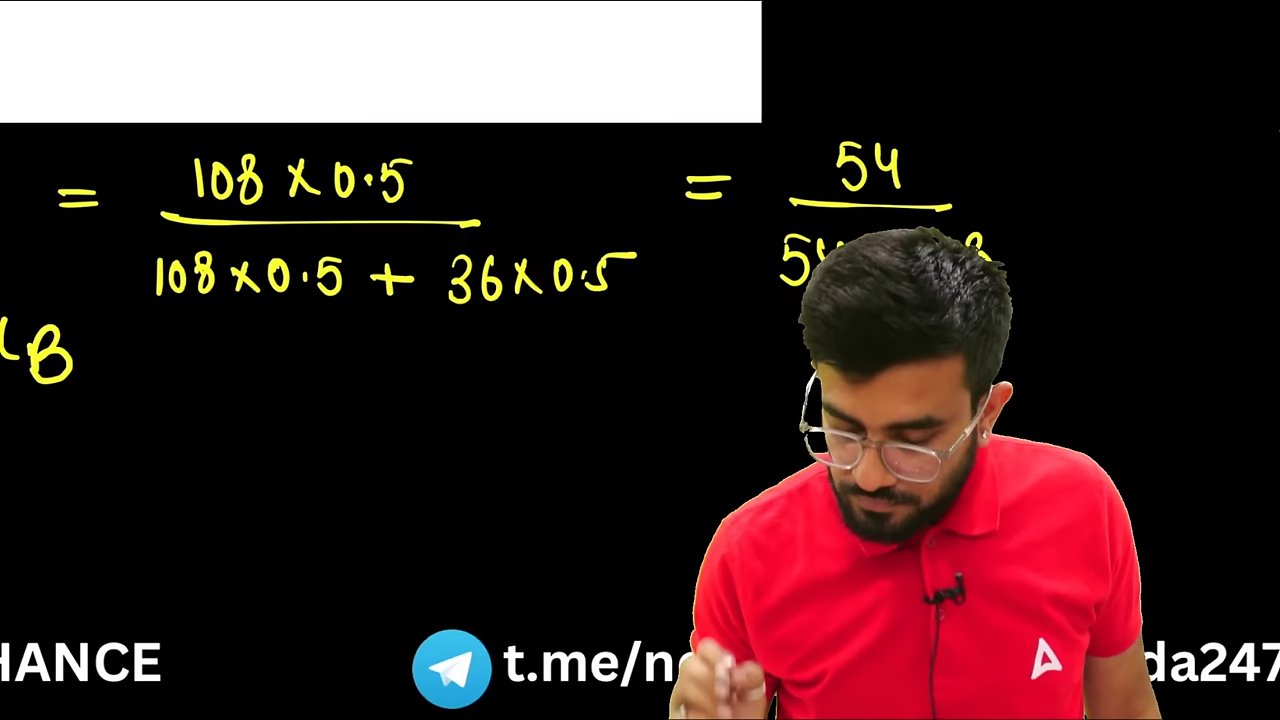 = 108 × 0.5 = 54
108 × 0.5 + 36 × 0.5
B
HANCE t.me/n da247